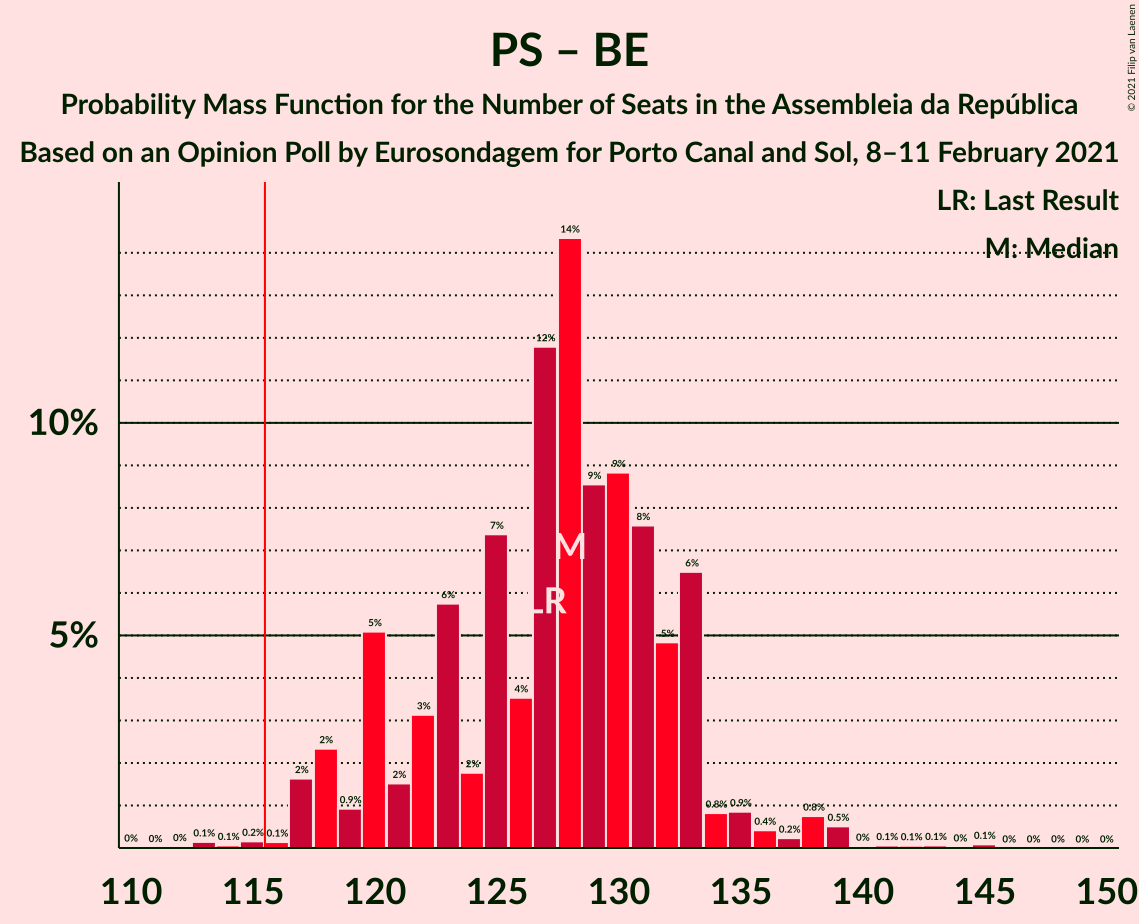 PS – BE
Probability Mass Function for the Number of Seats in the Assembleia da República
Based on an Opinion Poll by Eurosondagem for Porto Canal and Sol, 8–11 February 2021
© 2021 Filip van Laenen
LR: Last Result
M: Median
14%
12%
10%
9%
9%
8%
7%
M
6%
6%
LR
5%
5%
5%
4%
3%
2%
2%
2%
2%
0.9%
0.8%
0.9%
0.8%
0.5%
0.4%
0.2%
0% 0% 0% 0.1% 0.1% 0.2% 0.1%
0% 0.1% 0.1% 0.1% 0% 0.1% 0% 0% 0% 0% 0%
110 115 120 125 130 135 140 145 150